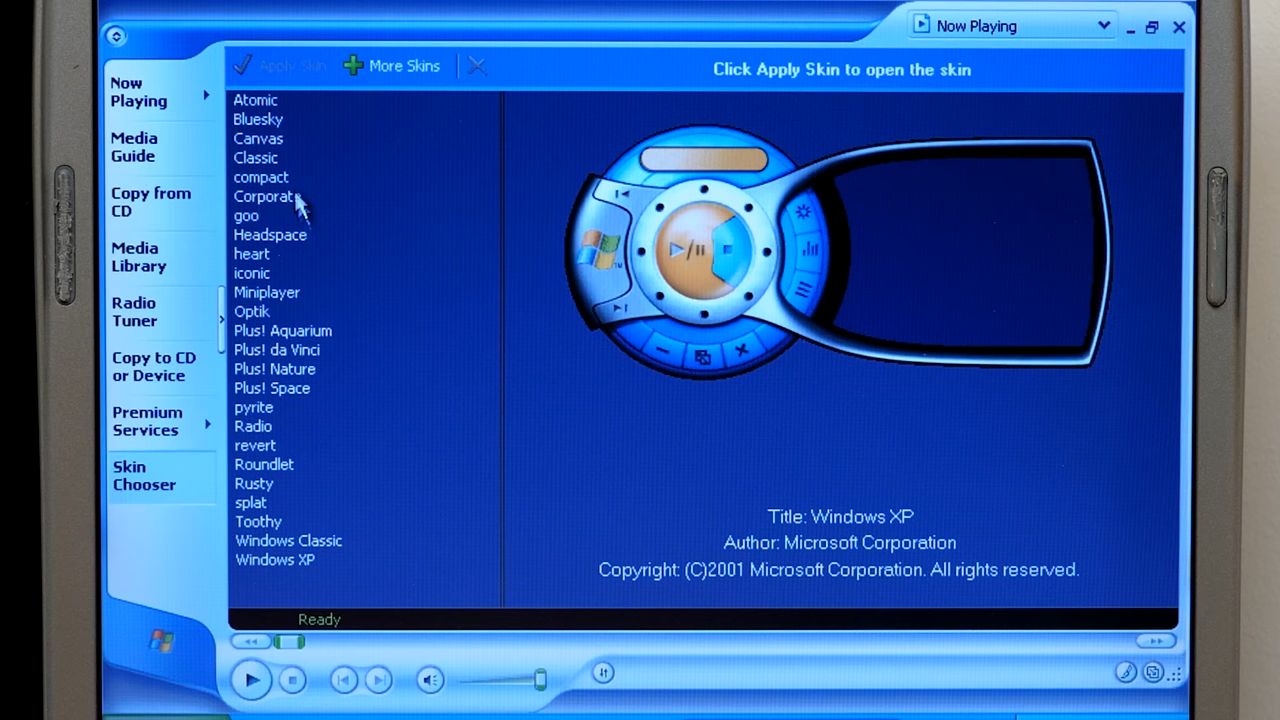 Now Playing
Apply Skin
More Skins
Click Apply Skin to open the skin
Now
Playing
Media
Guide
Copy from
CD
Media
Library
Radio
Tuner
Copy to CD
or Device
Premium
Services
Skin
Chooser
Atomic
Bluesky
Canvas
Classic
compact
Corporate
goo
Headspace
heart
iconic
Miniplayer
Optik
Plus! Aquarium
Plus! da Vinci
Plus! Nature
Plus! Space
pyrite
Radio
revert
Roundlet
Rusty
splat
Toothy
Windows Classic
Windows XP
TM
Title: Windows XP
Author: Microsoft Corporation
Copyright: (C)2001 Microsoft Corporation. All rights reserved.
Ready